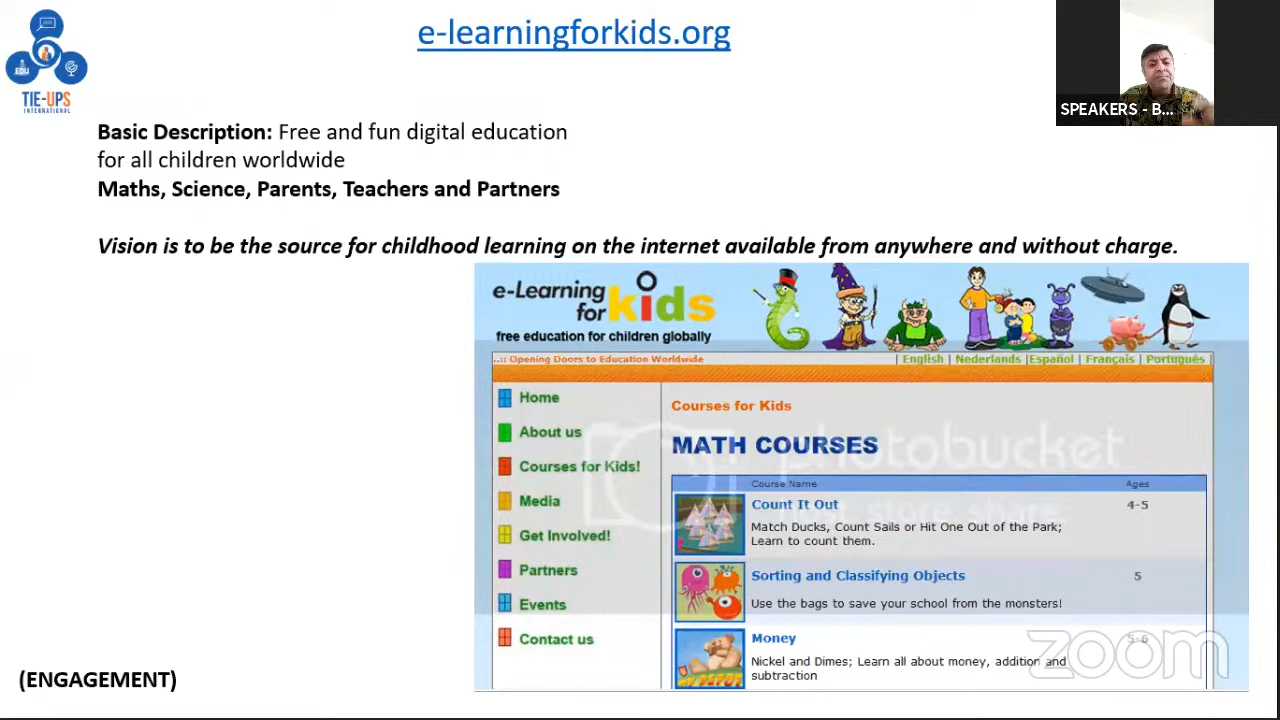 e-learningforkids.org
EDU
TIE-UPS
INTERNATIONAL
SPEAKERS - B...
Basic Description: Free and fun digital education
for all children worldwide
Maths, Science, Parents, Teachers and Partners
Vision is to be the source for childhood learning on the internet available from anywhere and without charge.
e-Learning
for kids
free education for children globally
..:: Opening Doors to Education Worldwide
| English | Nederlands |Español | Français | Português
Home
About us
Courses for Kids!
Media
Get Involved!
Partners
Events
Contact us
Courses for Kids
MATH COURSES
photobucket
Course Name Ages
Count It Out 4-5
Match Ducks, Count Sails or Hit One Out of the Park;
Learn to count them.
Sorting and Classifying Objects 5
Use the bags to save your school from the monsters!
Money 5-6
Nickel and Dimes; Learn all about money, addition and
subtraction
zoom
(ENGAGEMENT)